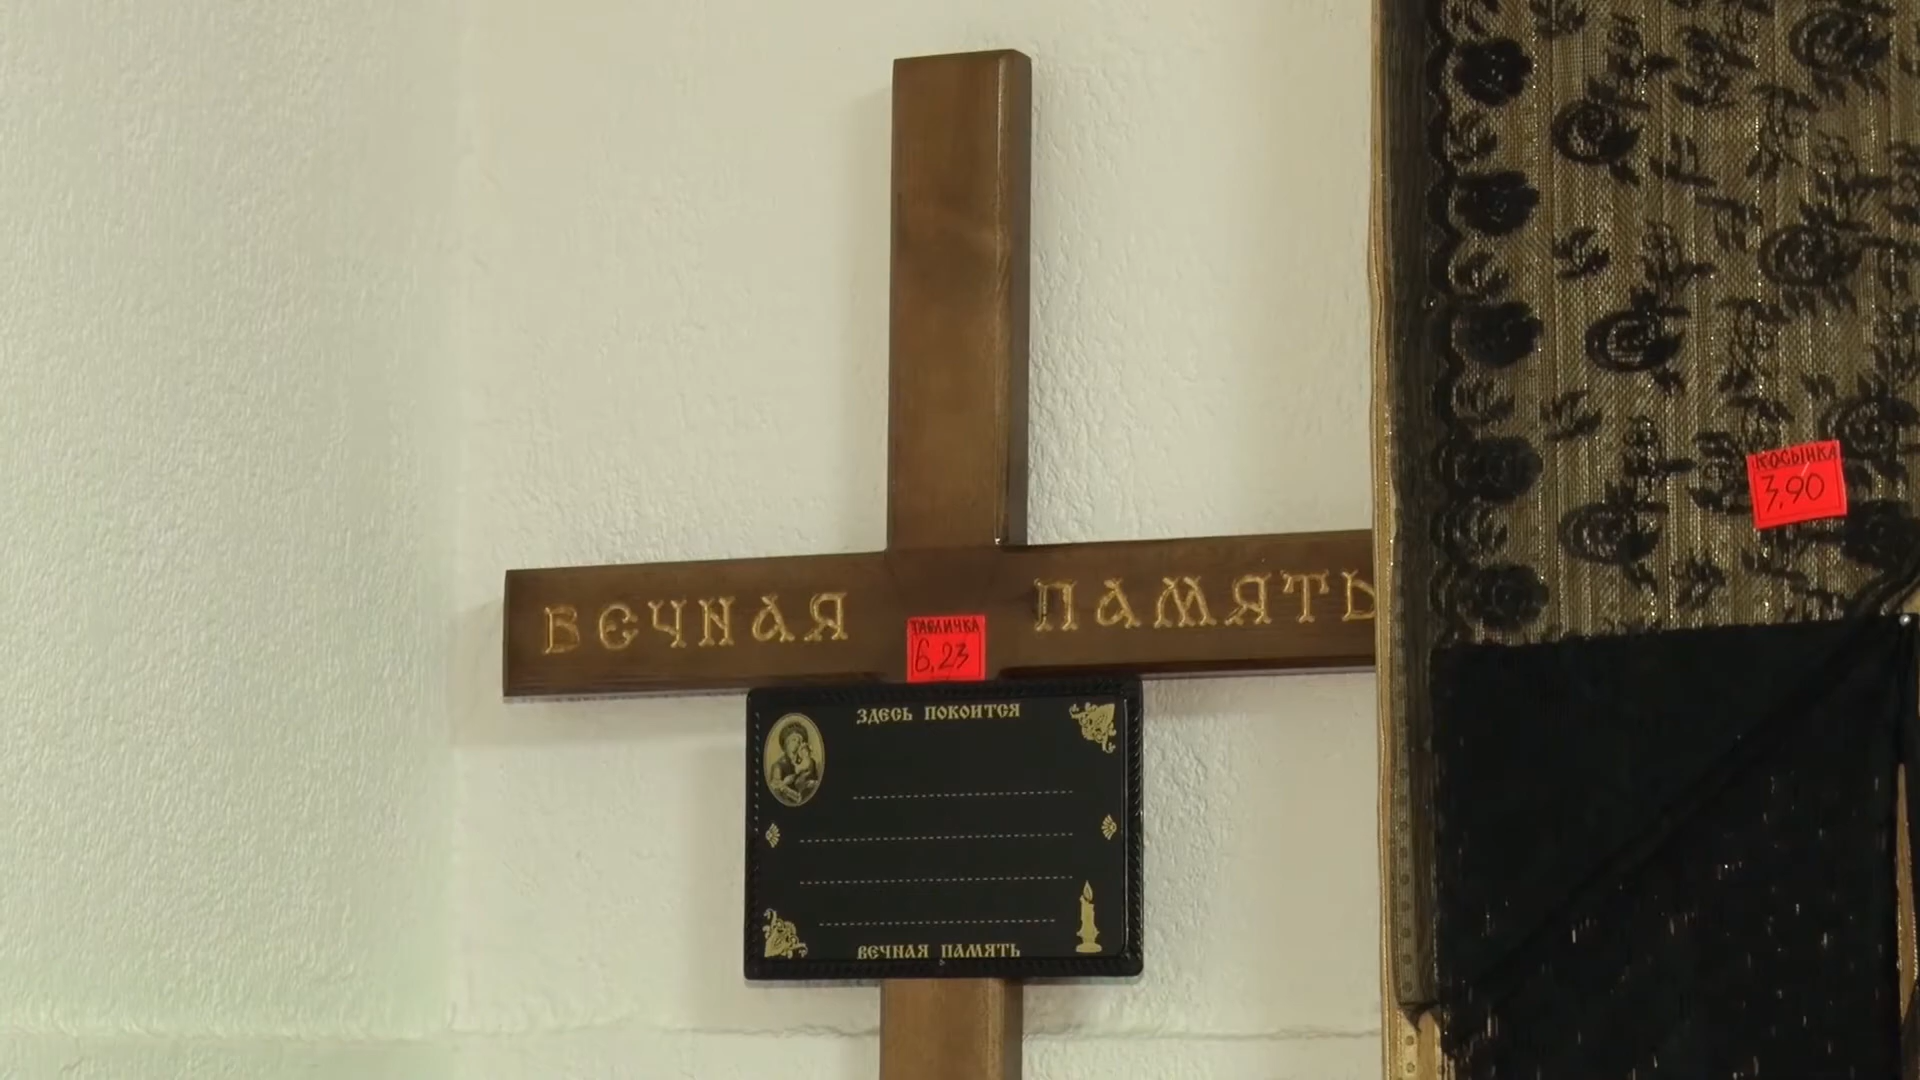 ВЕЧНАЯ ПАМЯТЬ
ТАБЛИЧКА
6,23
ЗДЕСЬ ПОКОИТСЯ
ВЕЧНАЯ ПАМЯТЬ
КОСЫНКА
3,90